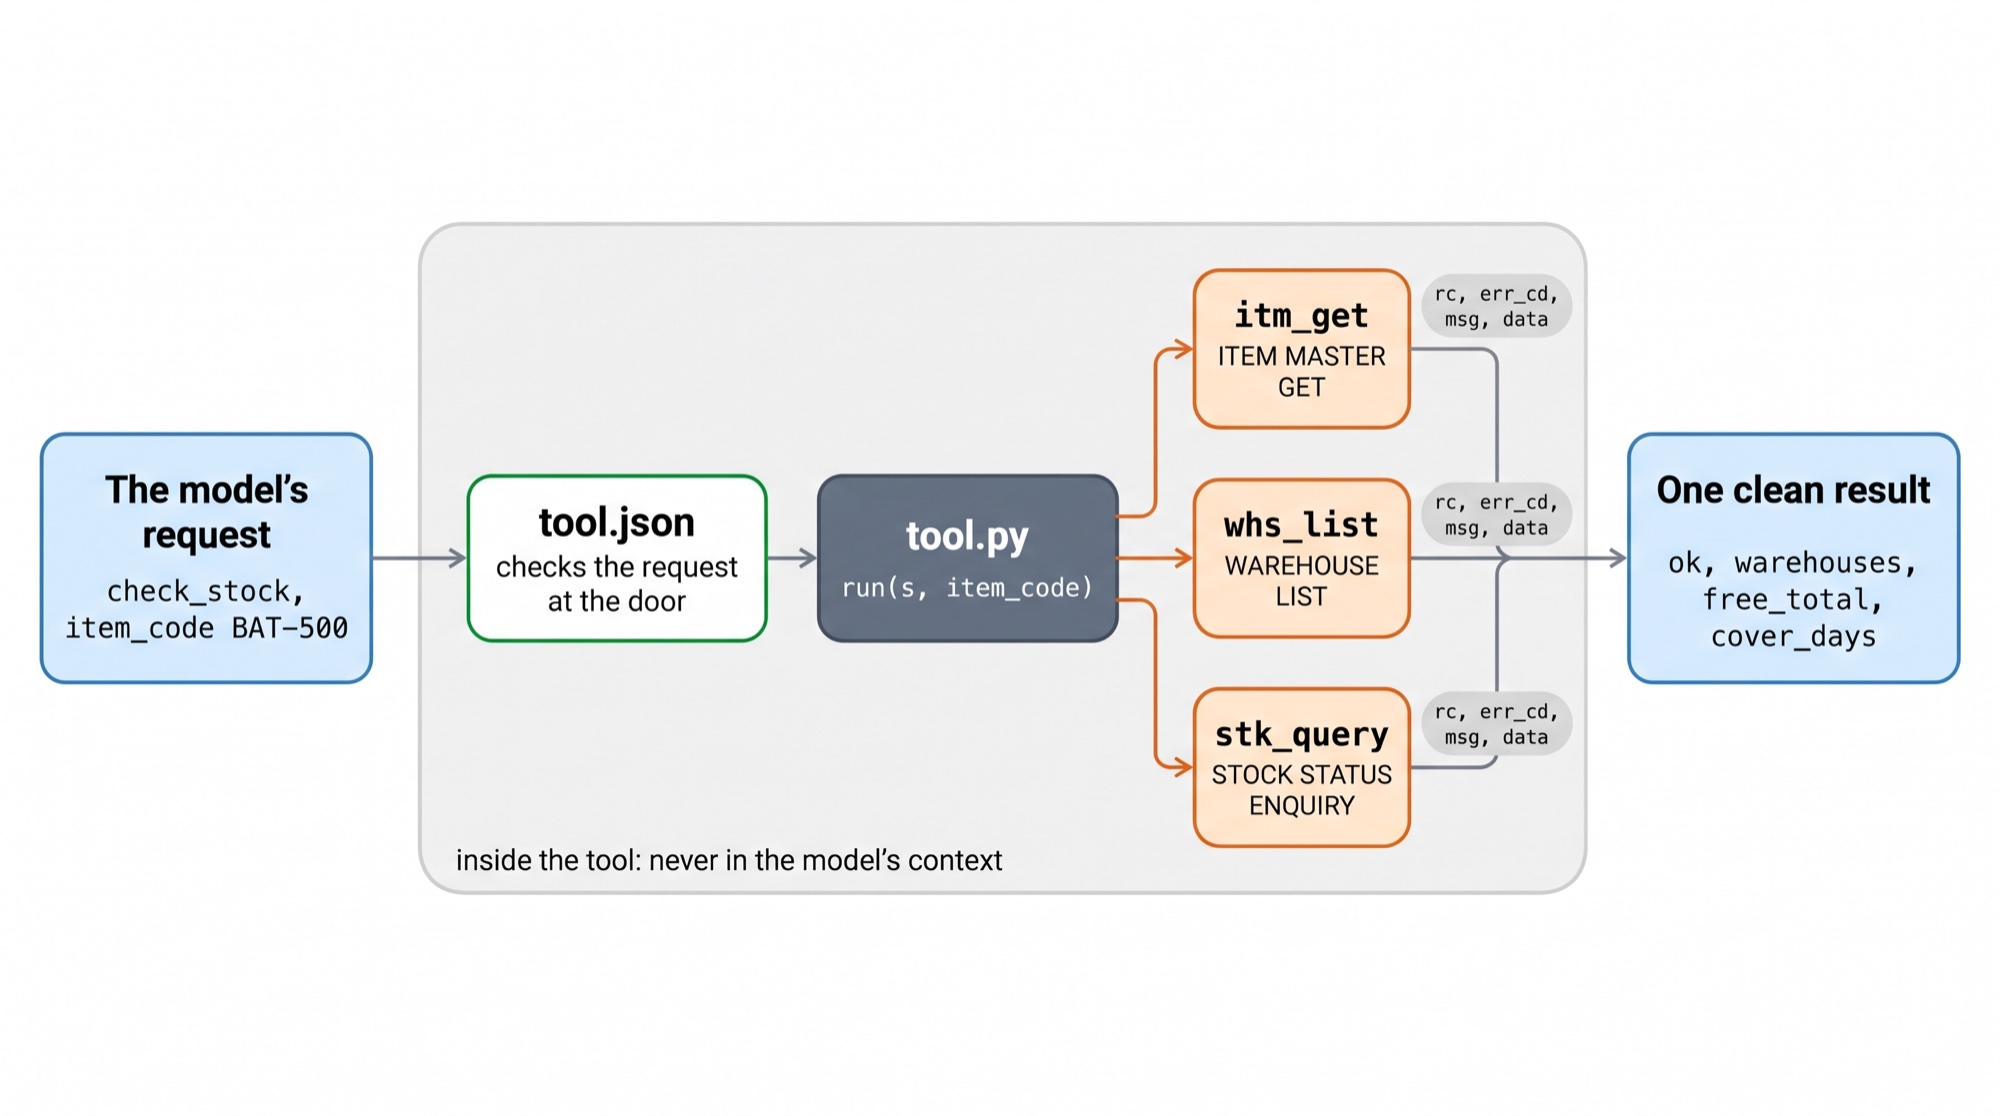 The model’s
request
check_stock,
item_code BAT-500
tool.json
checks the request
at the door
tool.py
run(s, item_code)
itm_get
ITEM MASTER
GET
rc, err_cd,
msg, data
whs_list
WAREHOUSE
LIST
rc, err_cd,
msg, data
stk_query
STOCK STATUS
ENQUIRY
rc, err_cd,
msg, data
One clean result
ok, warehouses,
free_total,
cover_days
inside the tool: never in the model’s context